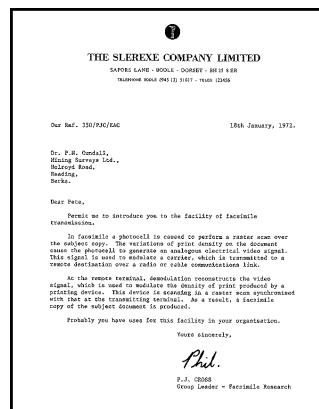 THE SLEREXE COMPANY LIMITED
SAPORS LANE - BOOLE - DORSET - BH 25 8 ER
TELEPHONE BOOLE (945 13) 51617 - TELEX 123456
Our Ref. 350/PJC/EAC
18th January, 1972.
Dr. P.N. Cundall,
Mining Surveys Ltd.,
Holroyd Road,
Reading,
Berks.
Dear Pete,
Permit me to introduce you to the facility of facsimile
transmission.
In facsimile a photocell is caused to perform a raster scan over
the subject copy. The variations of print density on the document
cause the photocell to generate an analogous electrical video signal.
This signal is used to modulate a carrier, which is transmitted to a
remote destination over a radio or cable communications link.
At the remote terminal, demodulation reconstructs the video
signal, which is used to modulate the density of print produced by a
printing device. This device is scanning in a raster scan synchronised
with that at the transmitting terminal. As a result, a facsimile
copy of the subject document is produced.
Probably you have uses for this facility in your organisation.
Yours sincerely,
Phil.
P.J. CROSS
Group Leader - Facsimile Research